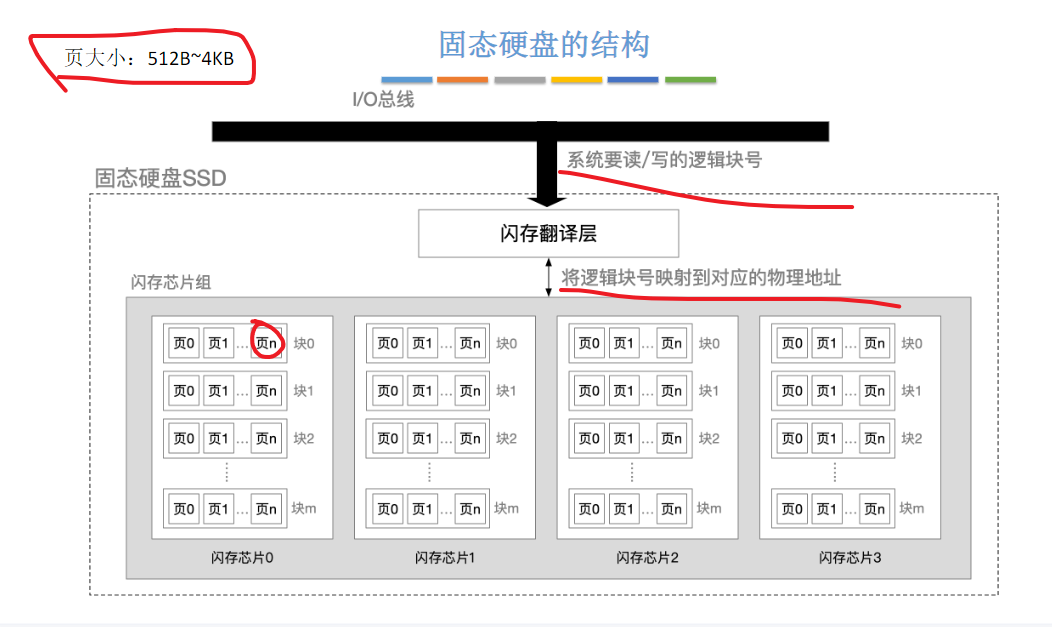 固态硬盘的结构
页大小：512B~4KB
I/O总线
系统要读/写的逻辑块号
固态硬盘SSD
闪存翻译层
将逻辑块号映射到对应的物理地址
闪存芯片组
页0 页1 ... 页n 块0 页0 页1 ... 页n 块0 页0 页1 ... 页n 块0 页0 页1 ... 页n 块0
页0 页1 ... 页n 块1 页0 页1 ... 页n 块1 页0 页1 ... 页n 块1 页0 页1 ... 页n 块1
页0 页1 ... 页n 块2 页0 页1 ... 页n 块2 页0 页1 ... 页n 块2 页0 页1 ... 页n 块2
页0 页1 ... 页n 块m 页0 页1 ... 页n 块m 页0 页1 ... 页n 块m 页0 页1 ... 页n 块m
闪存芯片0 闪存芯片1 闪存芯片2 闪存芯片3